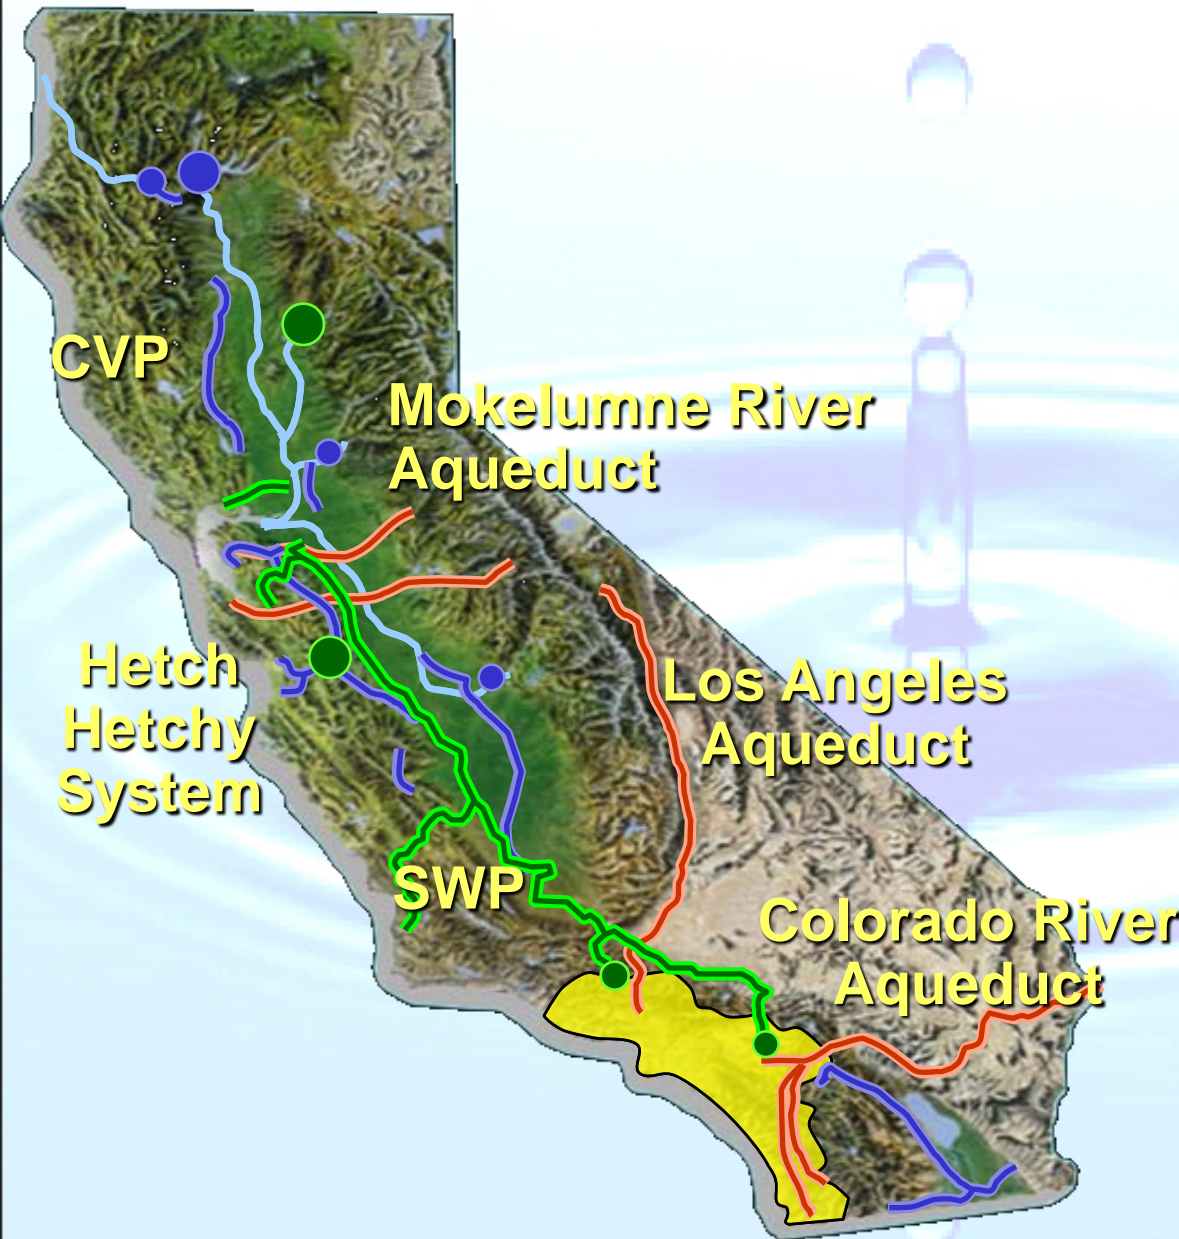 CVP
Mokelumne River
Aqueduct
Hetch
Hetchy
System
Los Angeles
Aqueduct
SWP
Colorado River
Aqueduct